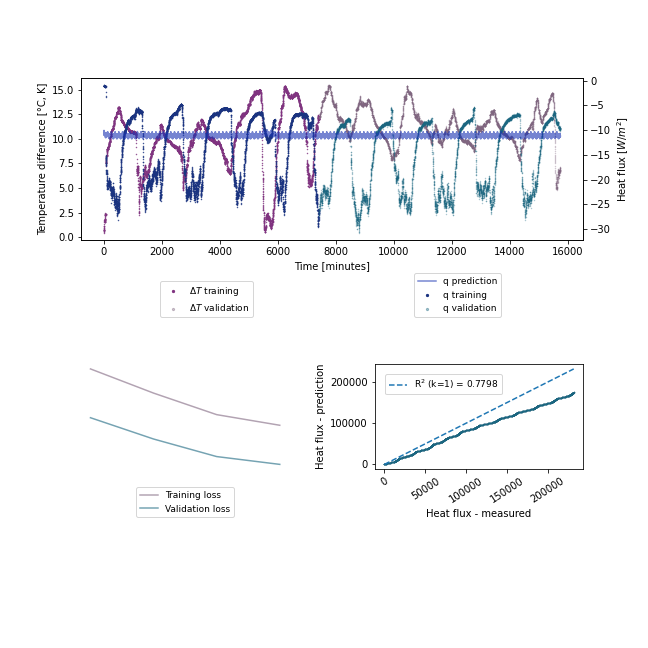 Temperature difference [°C, K]
15.0
12.5
10.0
7.5
5.0
2.5
0.0
0
−5
−10
−15
−20
−25
−30
Heat flux [W/m²]
0 2000 4000 6000 8000 10000 12000 14000 16000
Time [minutes]
ΔT training
ΔT validation
q prediction
q training
q validation
Training loss
Validation loss
Heat flux - prediction
200000
100000
0
R² (k=1) = 0.7798
0 50000 100000 150000 200000
Heat flux - measured